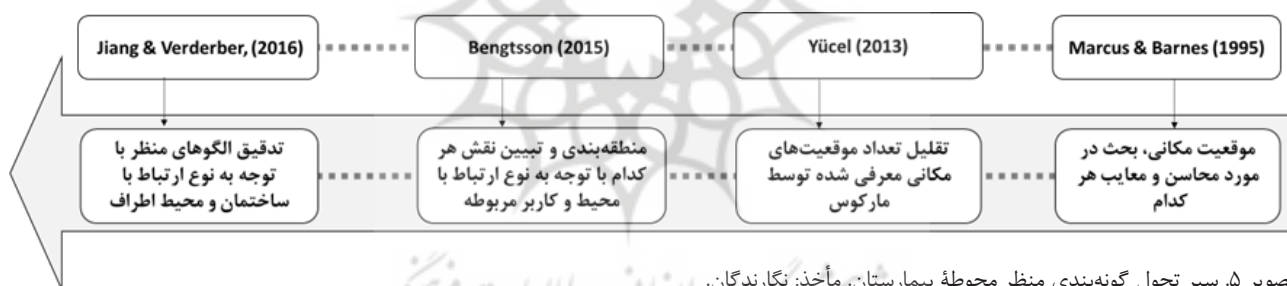 Marcus & Barnes (1995)
Yücel (2013)
Bengtsson (2015)
Jiang & Verderber, (2016)
موقعیت مکانی، بحث در
مورد محاسن و معایب هر
کدام
تقلیل تعداد موقعیت‌های
مکانی معرفی شده توسط
مارکوس
منطقه‌بندی و تبیین نقش هر
کدام با توجه به نوع ارتباط با
محیط و کاربر مربوطه
تدقیق الگوهای منظر با
توجه به نوع ارتباط با
ساختمان و محیط اطراف
تصویر ۵. سیر تحول گونه‌بندی منظر محوطۀ بیمارستان. مأخذ: نگارندگان.